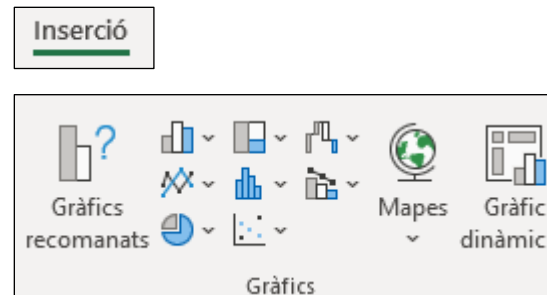 Inserció
Gràfics
recomanats
Mapes
Gràfic
dinàmic
Gràfics